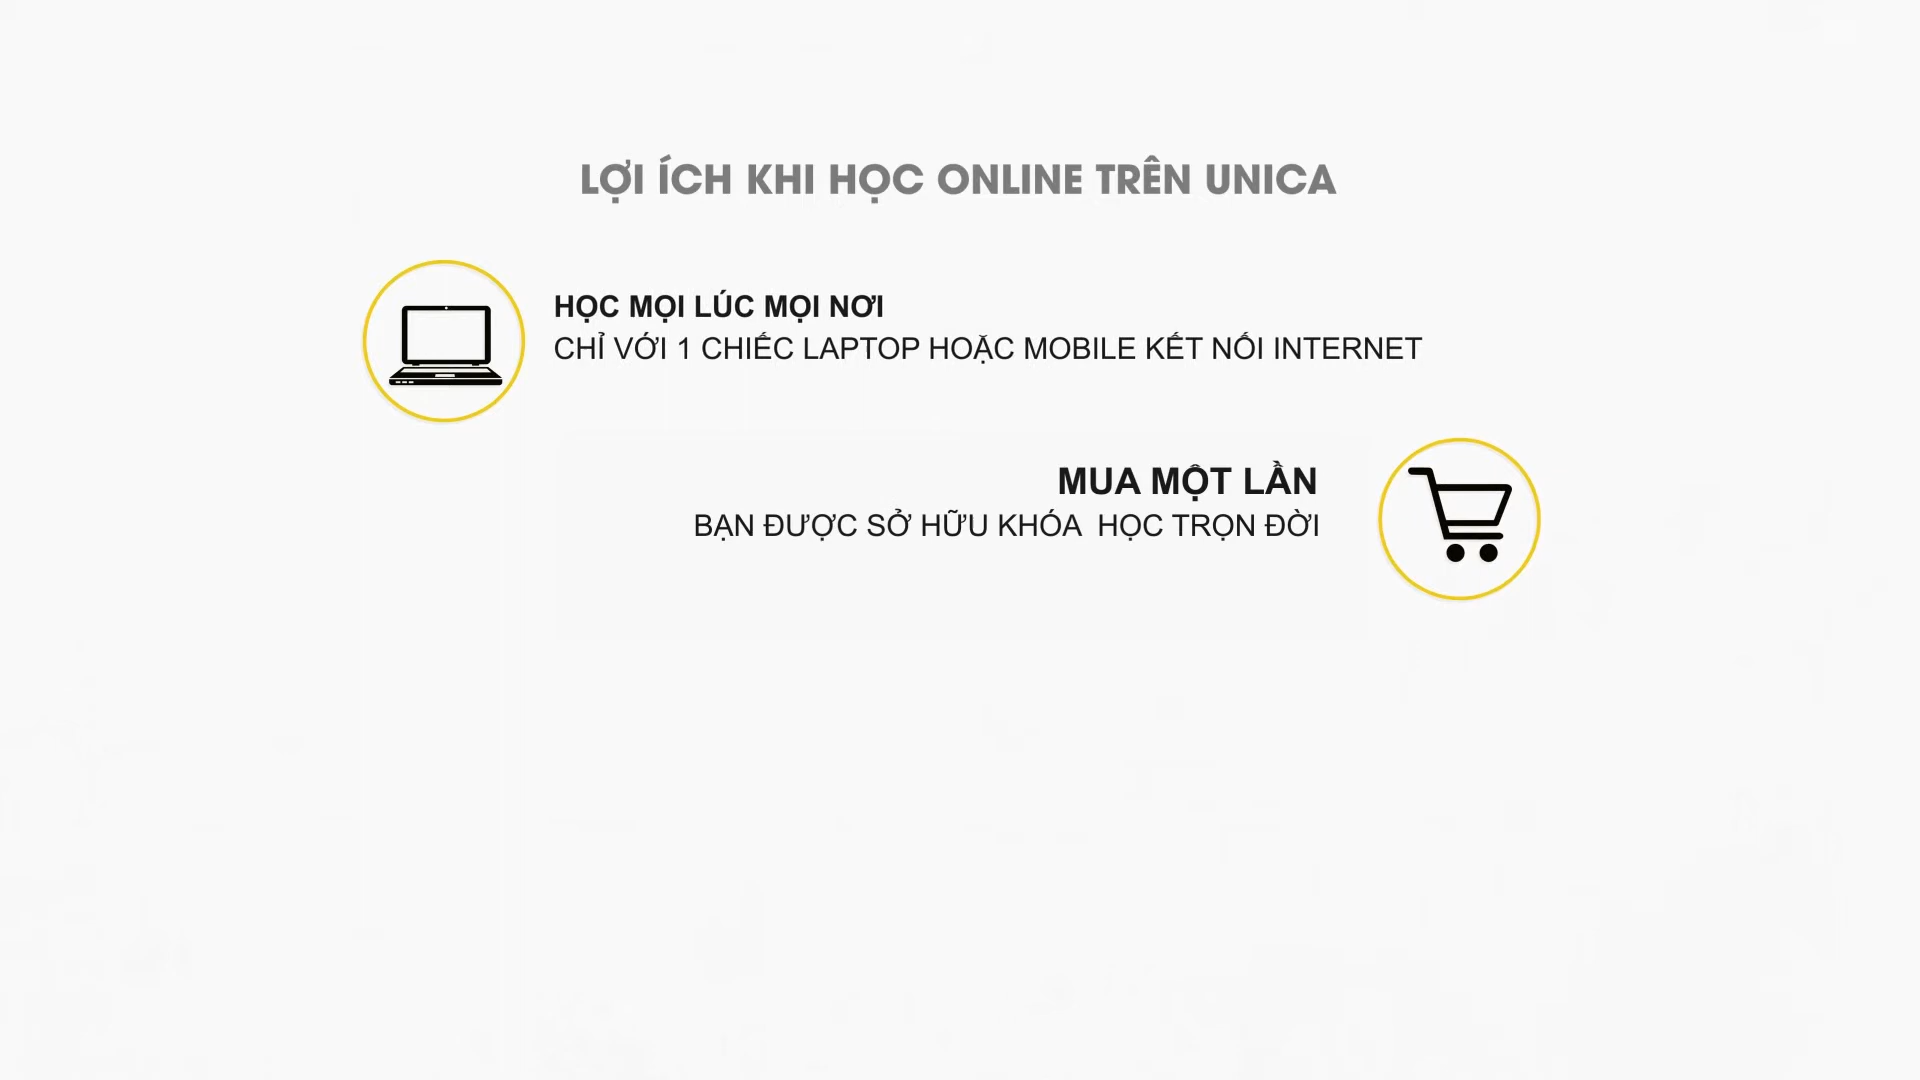 LỢI ÍCH KHI HỌC ONLINE TRÊN UNICA
HỌC MỌI LÚC MỌI NƠI
CHỈ VỚI 1 CHIẾC LAPTOP HOẶC MOBILE KẾT NỐI INTERNET
MUA MỘT LẦN
BẠN ĐƯỢC SỞ HỮU KHÓA HỌC TRỌN ĐỜI